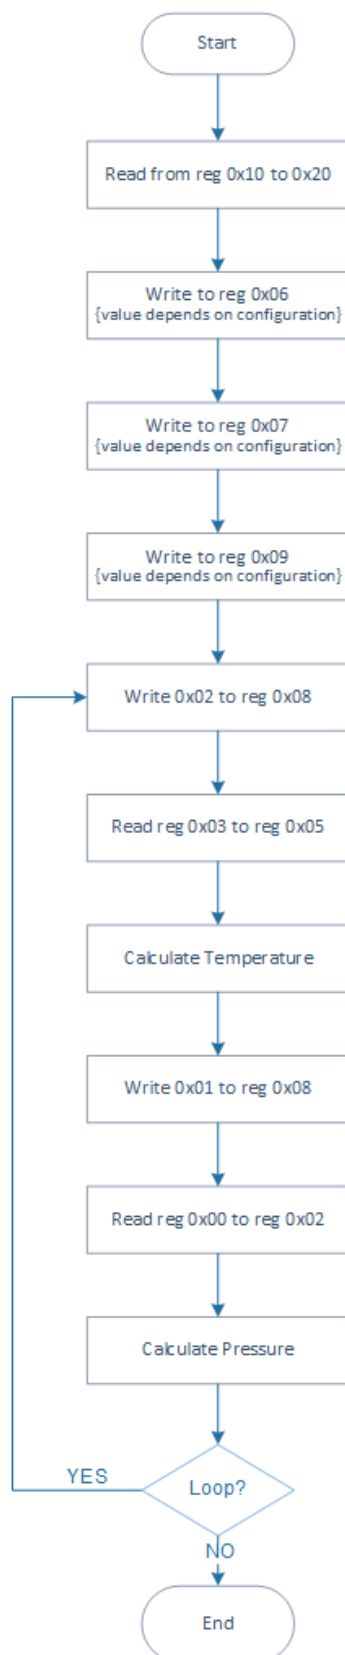 Start
Read from reg 0x10 to 0x20
Write to reg 0x06
{value depends on configuration}
Write to reg 0x07
{value depends on configuration}
Write to reg 0x09
{value depends on configuration}
Write 0x02 to reg 0x08
Read reg 0x03 to reg 0x05
Calculate Temperature
Write 0x01 to reg 0x08
Read reg 0x00 to reg 0x02
Calculate Pressure
YES
Loop?
NO
End